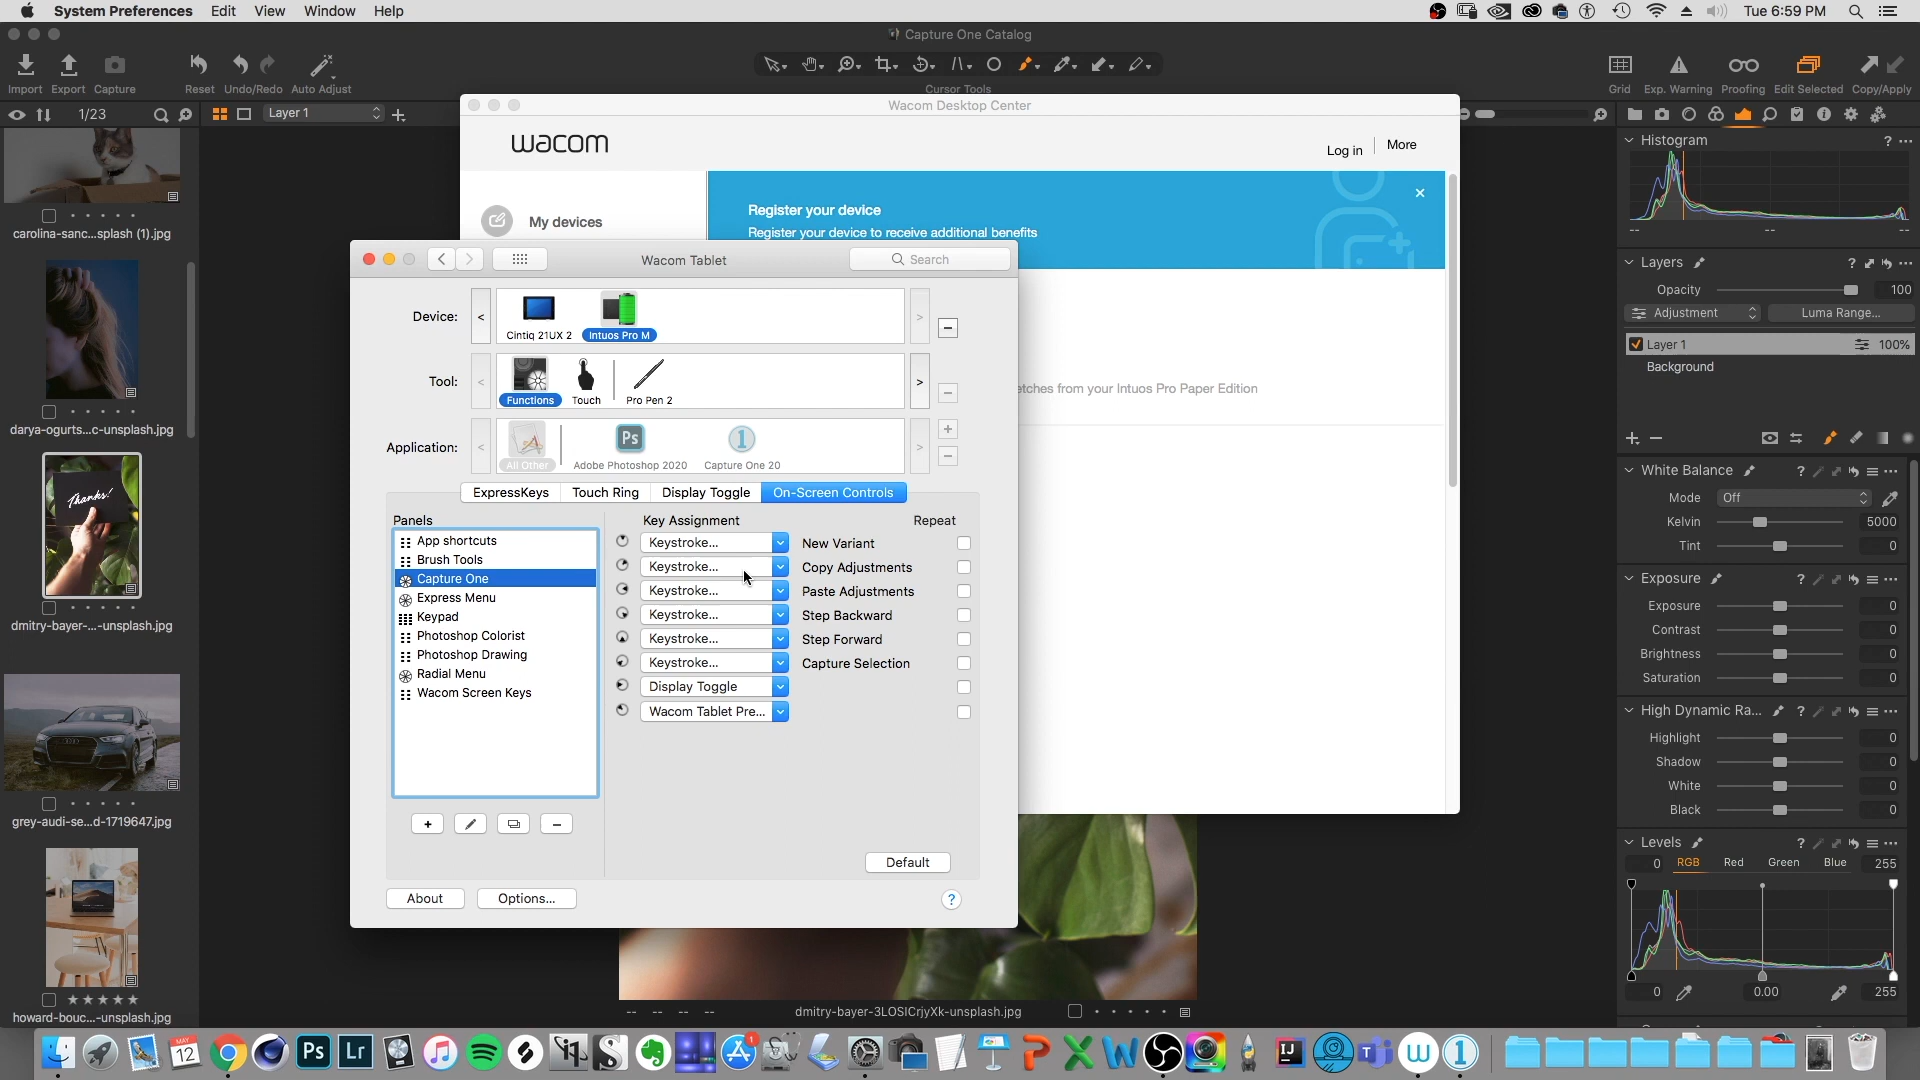 System Preferences Edit View Window Help
Tue 6:59 PM
Capture One Catalog
Import Export Capture Reset Undo/Redo Auto Adjust
Cursor Tools
Grid Exp. Warning Proofing Edit Selected Copy/Apply
1/23
Layer 1
carolina-sanc...splash (1).jpg
darya-ogurts...c-unsplash.jpg
Thanks!
dmitry-bayer-...-unsplash.jpg
grey-audi-se...d-1719647.jpg
howard-bouc...-unsplash.jpg
Wacom Desktop Center
wacom
Log in More
My devices
Register your device
Register your device to receive additional benefits
etches from your Intuos Pro Paper Edition
Wacom Tablet
Search
Device:
Cintiq 21UX 2 Intuos Pro M
Tool:
Functions Touch Pro Pen 2
Application:
Ps
1
All Other Adobe Photoshop 2020 Capture One 20
ExpressKeys Touch Ring Display Toggle On-Screen Controls
Panels
App shortcuts
Brush Tools
Capture One
Express Menu
Keypad
Photoshop Colorist
Photoshop Drawing
Radial Menu
Wacom Screen Keys
Key Assignment Repeat
Keystroke... New Variant
Keystroke... Copy Adjustments
Keystroke... Paste Adjustments
Keystroke... Step Backward
Keystroke... Step Forward
Keystroke... Capture Selection
Display Toggle
Wacom Tablet Pre...
Default
About Options... ?
dmitry-bayer-3LOSICrjyXk-unsplash.jpg
Histogram
Layers
Opacity 100
Adjustment Luma Range...
Layer 1 100%
Background
White Balance
Mode Off
Kelvin 5000
Tint 0
Exposure
Exposure 0
Contrast 0
Brightness 0
Saturation 0
High Dynamic Ra...
Highlight 0
Shadow 0
White 0
Black 0
Levels
0 RGB Red Green Blue 255
0 0.00 255
MAY
12
Ps
Lr
1
IJ
T
W
1